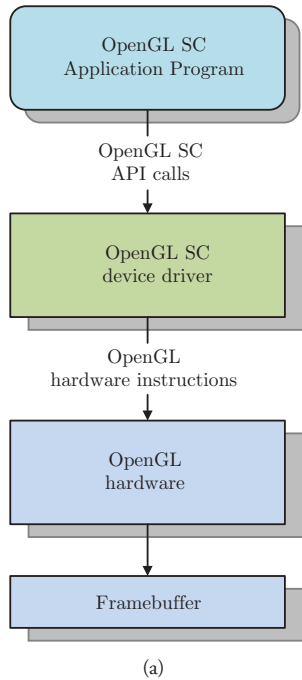 OpenGL SC
Application Program
OpenGL SC
API calls
OpenGL SC
device driver
OpenGL
hardware instructions
OpenGL
hardware
Framebuffer
(a)